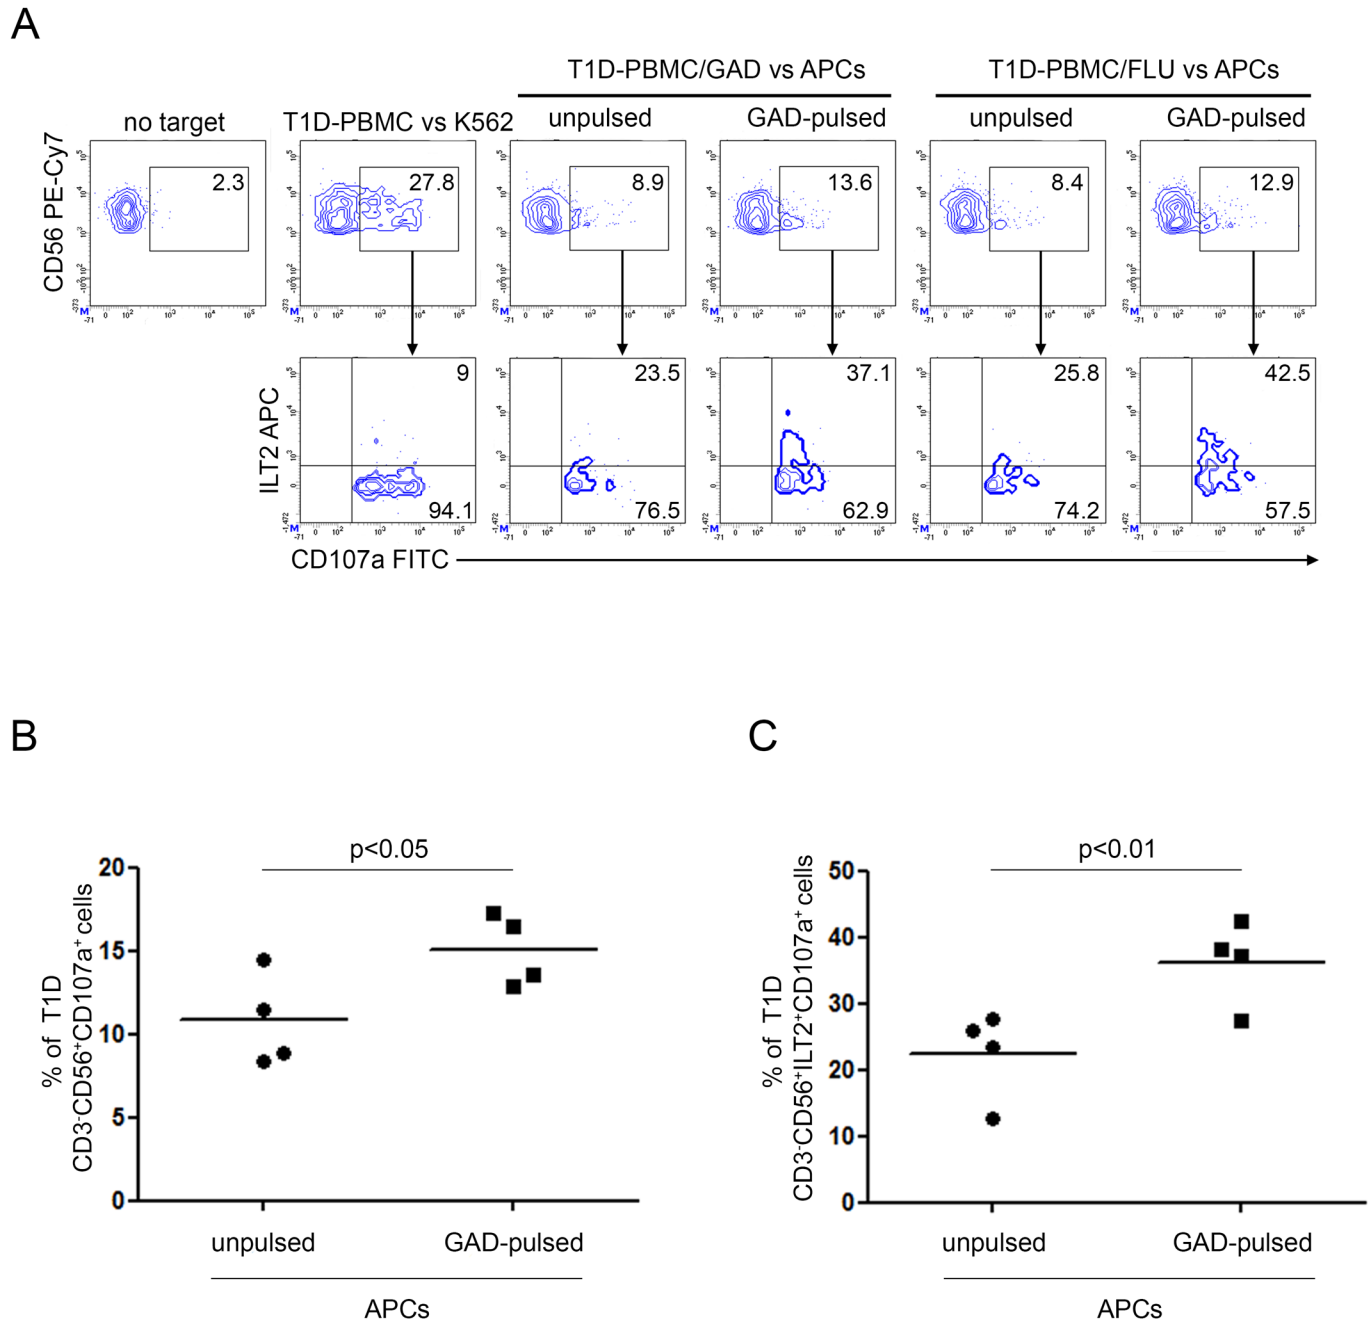 A
T1D-PBMC/GAD vs APCs
T1D-PBMC/FLU vs APCs
no target
T1D-PBMC vs K562
unpulsed
GAD-pulsed
unpulsed
GAD-pulsed
CD56 PE-Cy7
2.3
27.8
8.9
13.6
8.4
12.9
ILT2 APC
9
23.5
37.1
25.8
42.5
94.1
76.5
62.9
74.2
57.5
CD107a FITC
B
p<0.05
% of T1D
CD3⁻CD56⁺CD107a⁺ cells
20
15
10
5
0
unpulsed
GAD-pulsed
APCs
C
p<0.01
% of T1D
CD3⁻CD56⁺ILT2⁺CD107a⁺ cells
50
40
30
20
10
0
unpulsed
GAD-pulsed
APCs